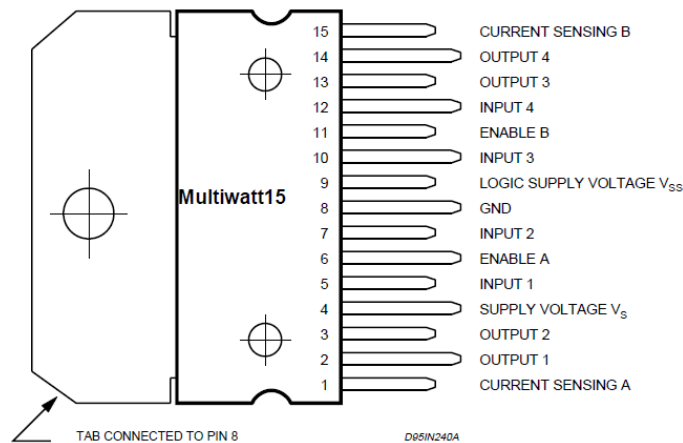 15 CURRENT SENSING B
14 OUTPUT 4
13 OUTPUT 3
12 INPUT 4
11 ENABLE B
10 INPUT 3
9 LOGIC SUPPLY VOLTAGE VSS
8 GND
Multiwatt15
7 INPUT 2
6 ENABLE A
5 INPUT 1
4 SUPPLY VOLTAGE VS
3 OUTPUT 2
2 OUTPUT 1
1 CURRENT SENSING A
TAB CONNECTED TO PIN 8
D95IN240A